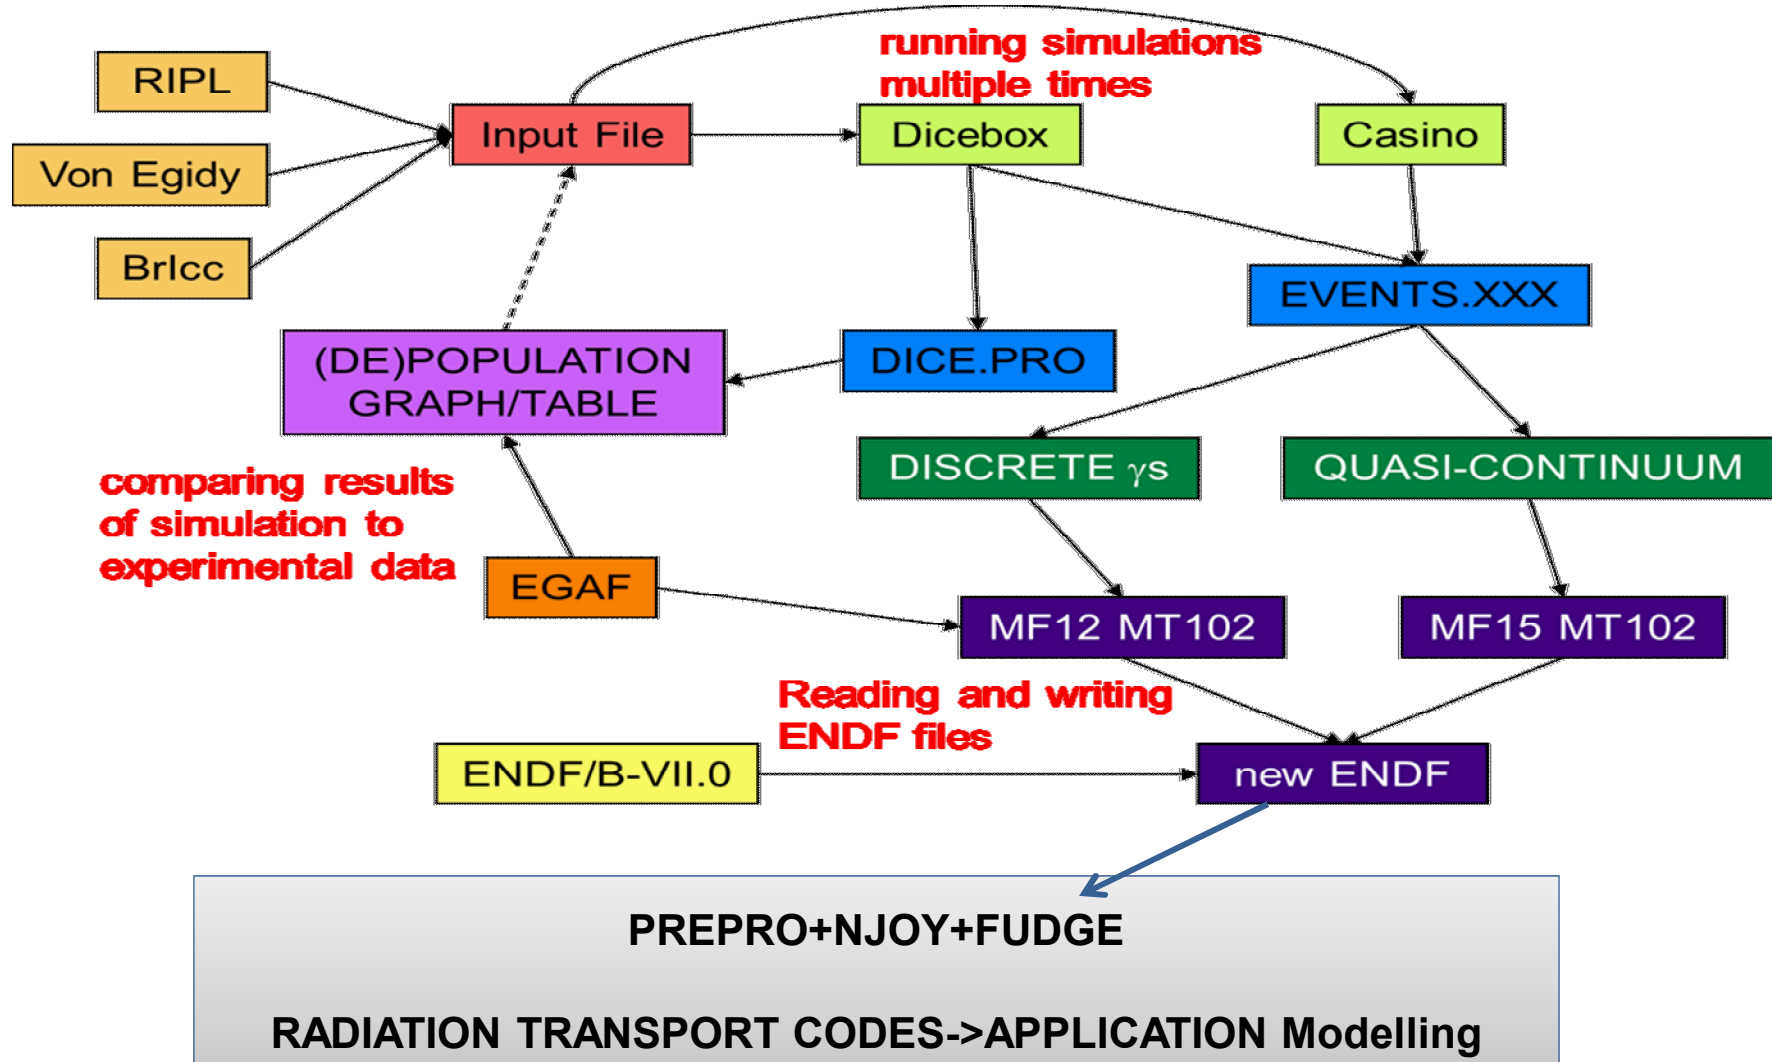 running simulations
multiple times
RIPL
Input File
Dicebox
Casino
Von Egidy
BrIcc
EVENTS.XXX
(DE)POPULATION
GRAPH/TABLE
DICE.PRO
DISCRETE γs
QUASI-CONTINUUM
comparing results
of simulation to
experimental data
EGAF
MF12 MT102
MF15 MT102
Reading and writing
ENDF files
ENDF/B-VII.0
new ENDF
PREPRO+NJOY+FUDGE
RADIATION TRANSPORT CODES->APPLICATION Modelling